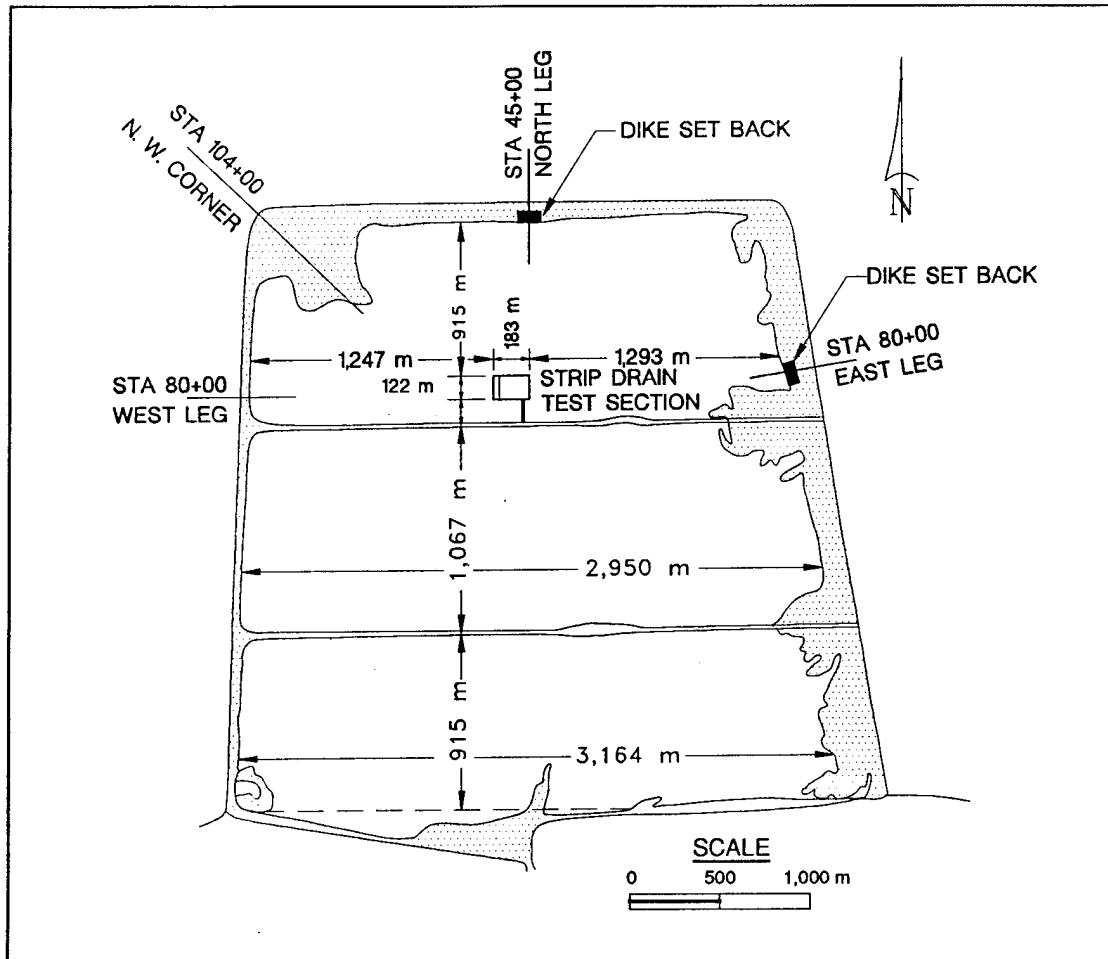 STA 45+00
NORTH LEG
DIKE SET BACK
STA 104+00
N. W. CORNER
N
DIKE SET BACK
915 m
183 m
1,247 m
1,293 m
STA 80+00
EAST LEG
STA 80+00
WEST LEG
122 m
STRIP DRAIN
TEST SECTION
1,067 m
2,950 m
915 m
3,164 m
SCALE
0 500 1,000 m